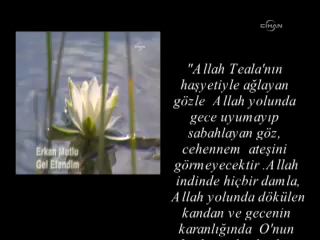 CİHAN
"Allah Teala'nın
haşyetiyle ağlayan
gözle Allah yolunda
gece uyumayıp
sabahlayan göz,
cehennem ateşini
görmeyecektir .Allah
indinde hiçbir damla,
Allah yolunda dökülen
kandan ve gecenin
karanlığında O'nun
Erkan Mutlu
Gel Efendim